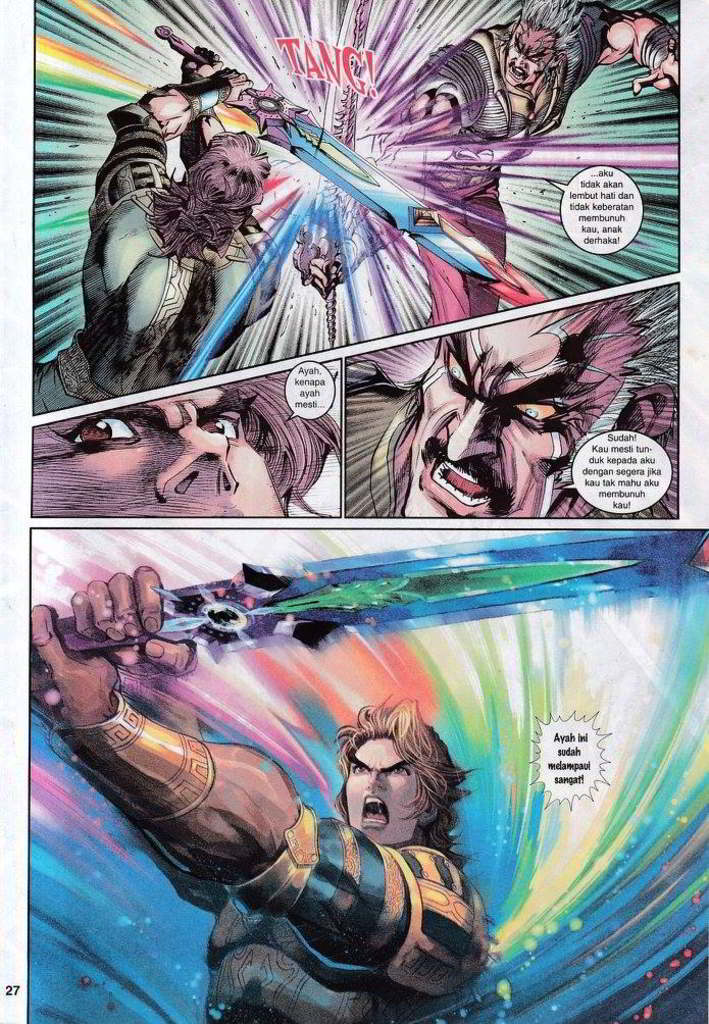 TANG!
...aku
tidak akan
lembut hati dan
tidak keberatan
membunuh
kau, anak
derhaka!
Ayah,
kenapa
ayah
mesti...
Sudah!
Kau mesti tun-
duk kepada aku
dengan segera jika
kau tak mahu aku
membunuh
kau!
Ayah ini
sudah
melampaui
sangat!
27